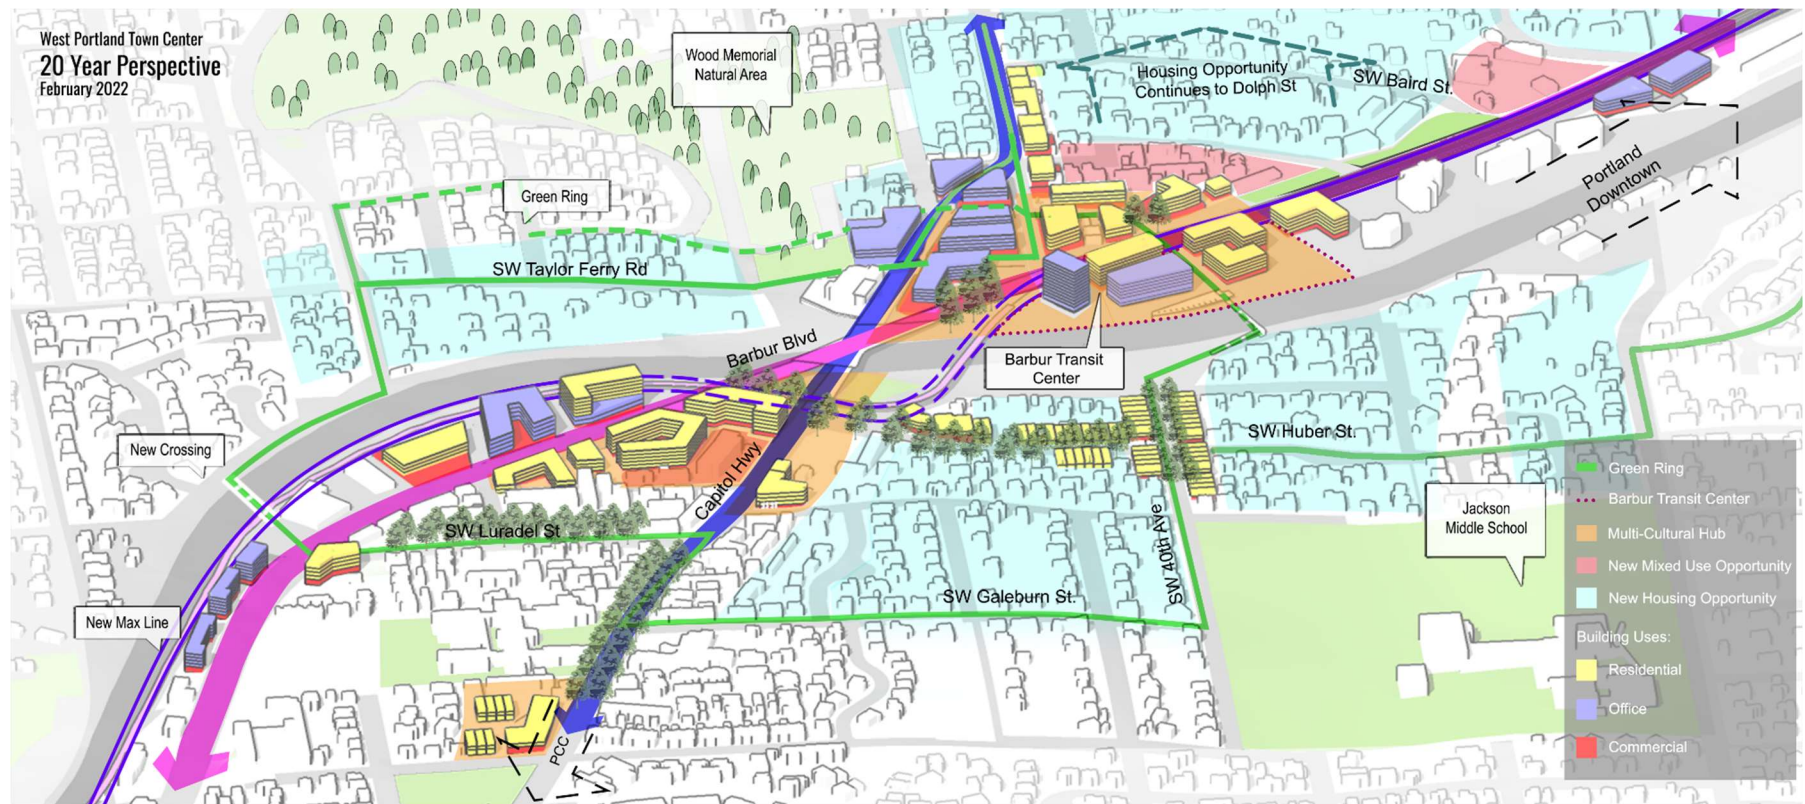 West Portland Town Center
20 Year Perspective
February 2022
Wood Memorial
Natural Area
Housing Opportunity
Continues to Dolph St
SW Baird St.
Portland
Downtown
Green Ring
SW Taylor Ferry Rd
Barbur Blvd
Barbur Transit
Center
New Crossing
SW Huber St.
Capitol Hwy
SW Luradel St
SW 40th Ave
Jackson
Middle School
New Max Line
SW Galeburn St.
PCC
Green Ring
Barbur Transit Center
Multi-Cultural Hub
New Mixed Use Opportunity
New Housing Opportunity
Building Uses:
Residential
Office
Commercial